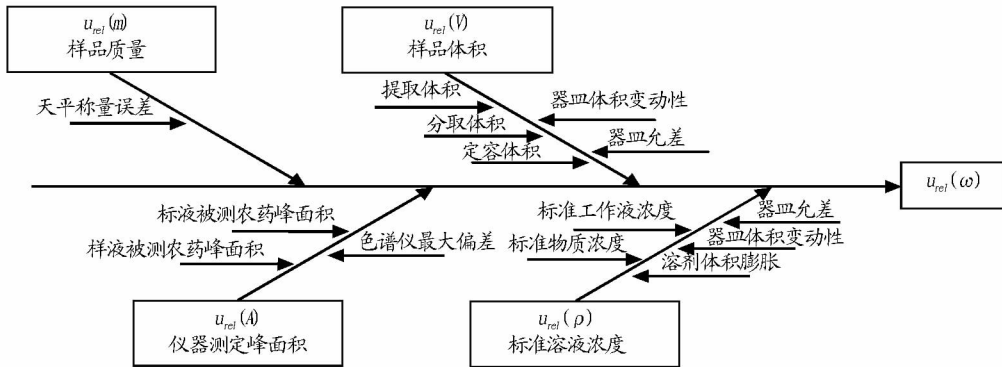 u_rel(m)
样品质量
u_rel(V)
样品体积
天平称量误差
提取体积
器皿体积变动性
分取体积
器皿允差
定容体积
u_rel(ω)
标液被测农药峰面积
标准工作液浓度
器皿允差
样液被测农药峰面积
色谱仪最大偏差
标准物质浓度
器皿体积变动性
溶剂体积膨胀
u_rel(A)
仪器测定峰面积
u_rel(ρ)
标准溶液浓度